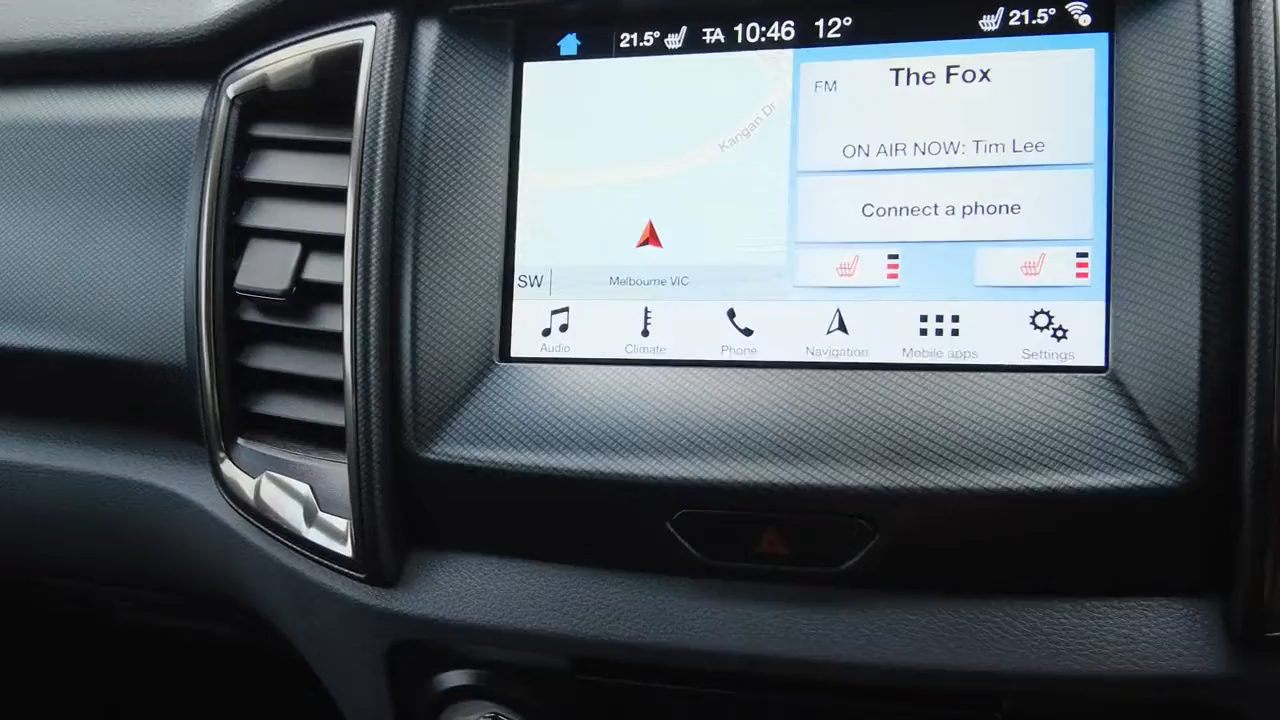 21.5° TA 10:46 12° 21.5°
Kangan Dr
SW
Melbourne VIC
FM
The Fox
ON AIR NOW: Tim Lee
Connect a phone
Audio Climate Phone Navigation Mobile apps Settings